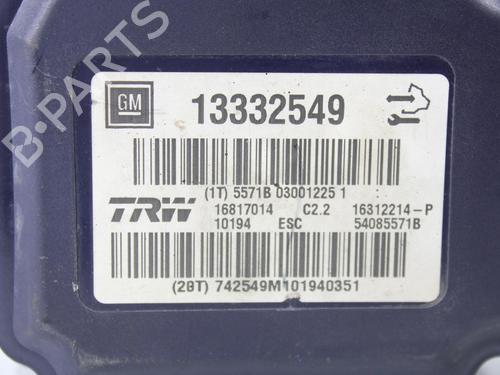 GM 13332549
(1T) 5571B 03001225 1
TRW 16817014 C2.2 16312214-P
10194 ESC 54085571B
(20T) 742549M101940351
B-PARTS